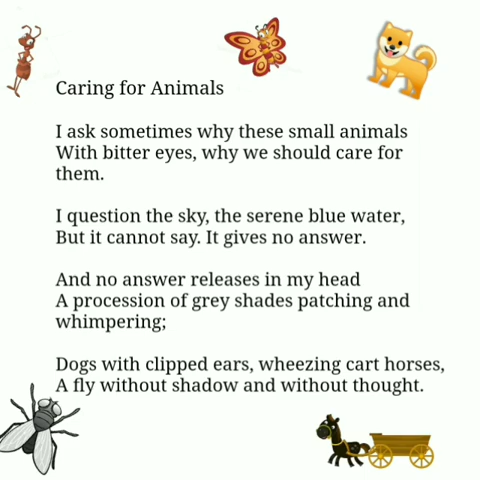 Caring for Animals
I ask sometimes why these small animals
With bitter eyes, why we should care for
them.
I question the sky, the serene blue water,
But it cannot say. It gives no answer.
And no answer releases in my head
A procession of grey shades patching and
whimpering;
Dogs with clipped ears, wheezing cart horses,
A fly without shadow and without thought.